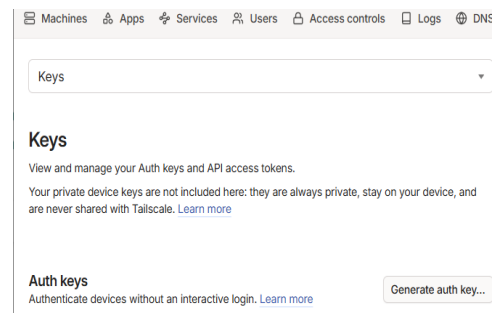 Machines Apps Services Users Access controls Logs DNS
Keys
Keys
View and manage your Auth keys and API access tokens.
Your private device keys are not included here: they are always private, stay on your device, and
are never shared with Tailscale. Learn more
Auth keys
Generate auth key...
Authenticate devices without an interactive login. Learn more